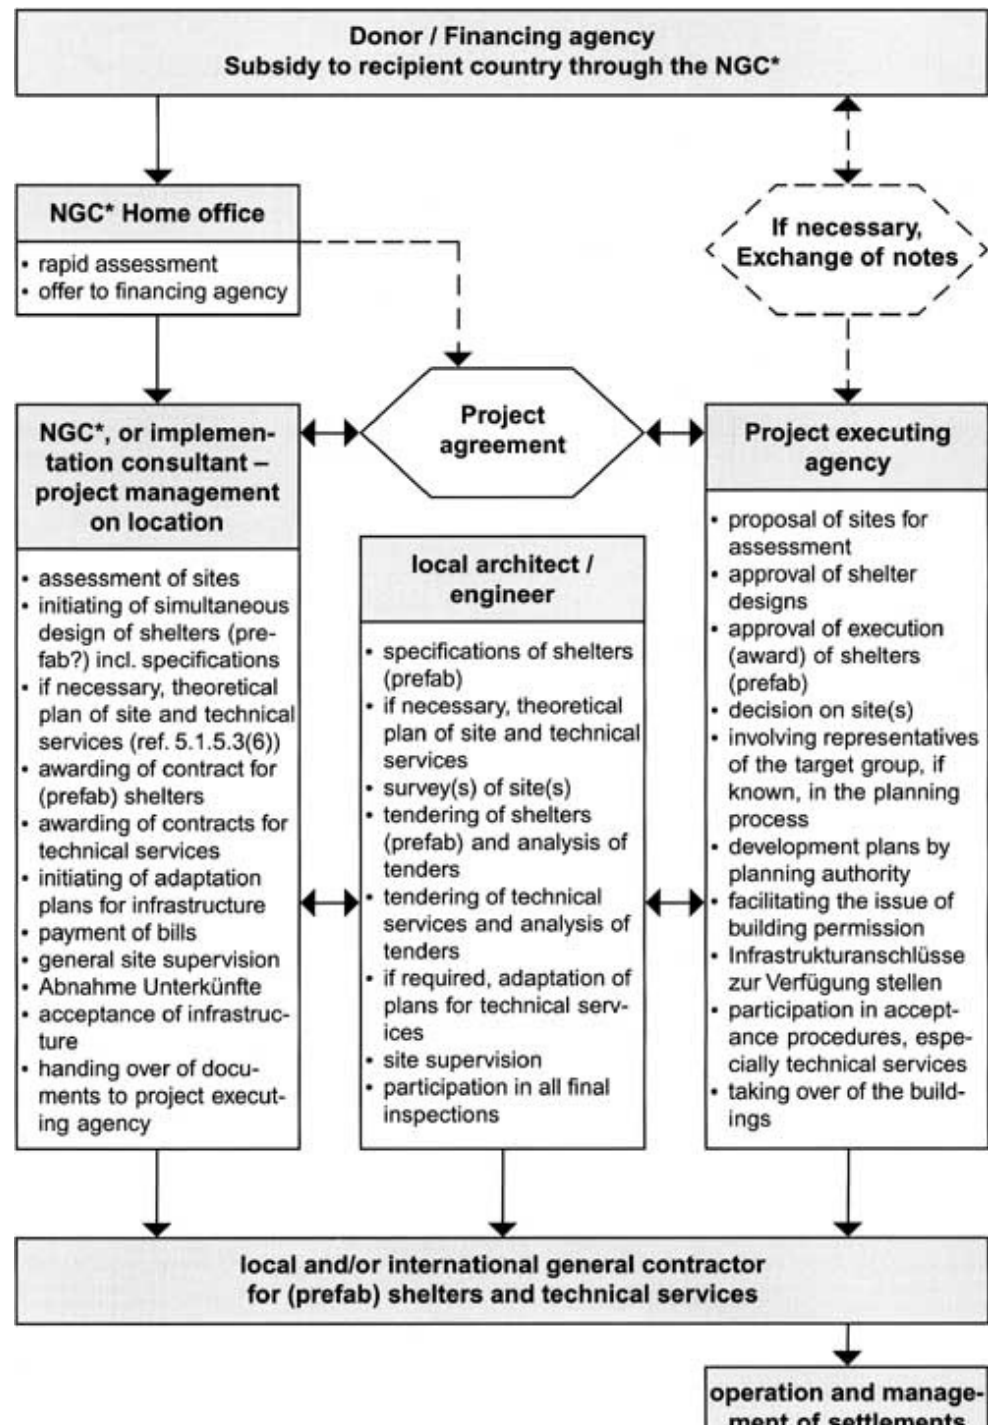 Donor / Financing agency
Subsidy to recipient country through the NGC*
NGC* Home office
• rapid assessment
• offer to financing agency
If necessary,
Exchange of notes
Project
agreement
NGC*, or implemen-
tation consultant –
project management
on location
• assessment of sites
• initiating of simultaneous
design of shelters (pre-
fab?) incl. specifications
• if necessary, theoretical
plan of site and technical
services (ref. 5.1.5.3(6))
• awarding of contract for
(prefab) shelters
• awarding of contracts for
technical services
• initiating of adaptation
plans for infrastructure
• payment of bills
• general site supervision
• Abnahme Unterkünfte
• acceptance of infrastruc-
ture
• handing over of docu-
ments to project execut-
ing agency
local architect /
engineer
• specifications of shelters
(prefab)
• if necessary, theoretical
plan of site and technical
services
• survey(s) of site(s)
• tendering of shelters
(prefab) and analysis of
tenders
• tendering of technical
services and analysis of
tenders
• if required, adaptation of
plans for technical serv-
ices
• site supervision
• participation in all final
inspections
Project executing
agency
• proposal of sites for
assessment
• approval of shelter
designs
• approval of execution
(award) of shelters
(prefab)
• decision on site(s)
• involving representatives
of the target group, if
known, in the planning
process
• development plans by
planning authority
• facilitating the issue of
building permission
• Infrastrukturanschlüsse
zur Verfügung stellen
• participation in accept-
ance procedures, espe-
cially technical services
• taking over of the build-
ings
local and/or international general contractor
for (prefab) shelters and technical services
operation and manage-
ment of settlements